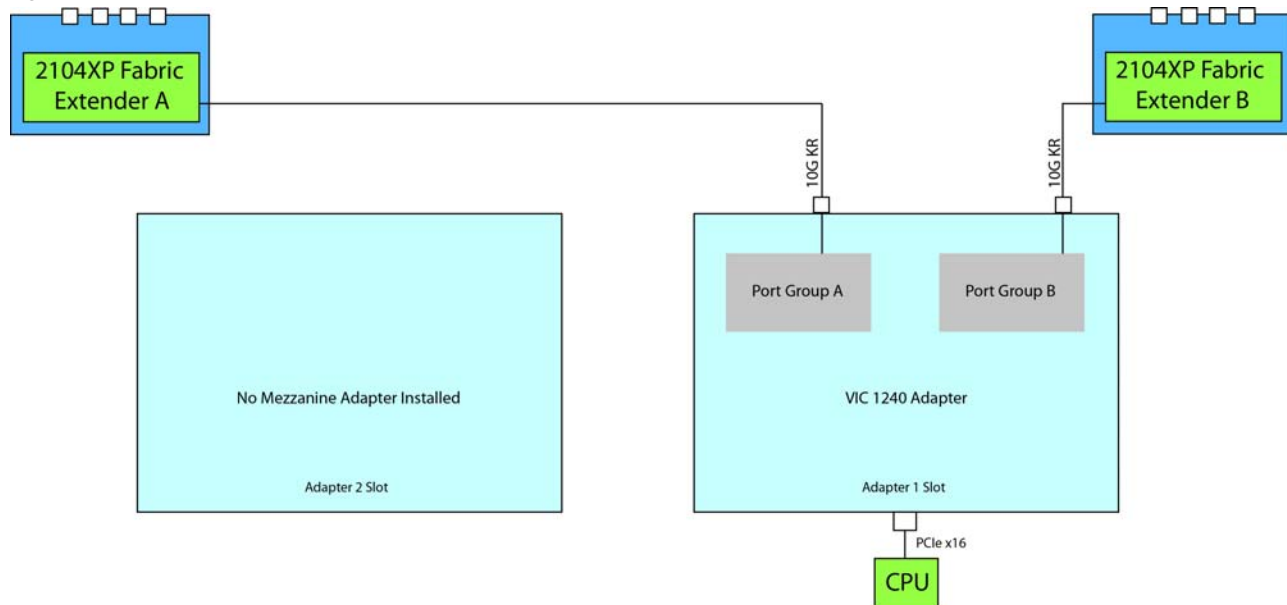 2104XP Fabric
Extender A
2104XP Fabric
Extender B
10G KR
10G KR
Port Group A
Port Group B
No Mezzanine Adapter Installed
VIC 1240 Adapter
Adapter 2 Slot
Adapter 1 Slot
PCIe x16
CPU